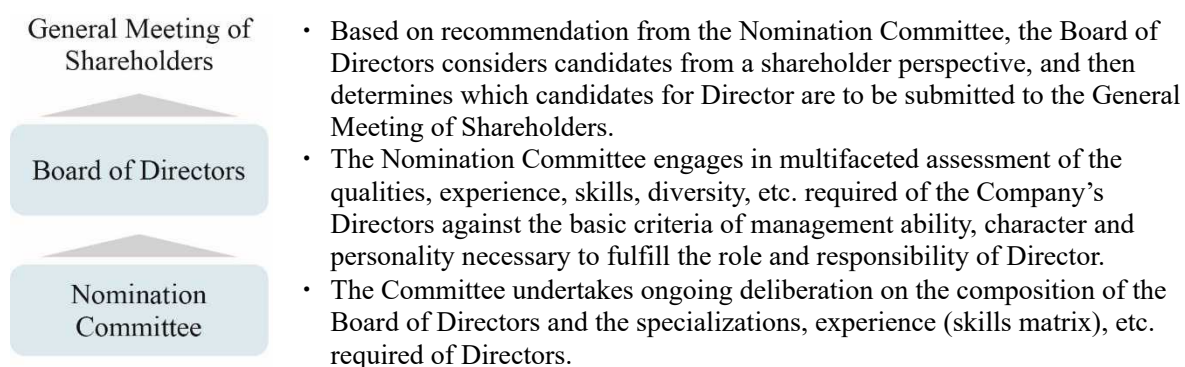 General Meeting of
Shareholders
Board of Directors
Nomination
Committee
・ Based on recommendation from the Nomination Committee, the Board of
Directors considers candidates from a shareholder perspective, and then
determines which candidates for Director are to be submitted to the General
Meeting of Shareholders.
・ The Nomination Committee engages in multifaceted assessment of the
qualities, experience, skills, diversity, etc. required of the Company’s
Directors against the basic criteria of management ability, character and
personality necessary to fulfill the role and responsibility of Director.
・ The Committee undertakes ongoing deliberation on the composition of the
Board of Directors and the specializations, experience (skills matrix), etc.
required of Directors.